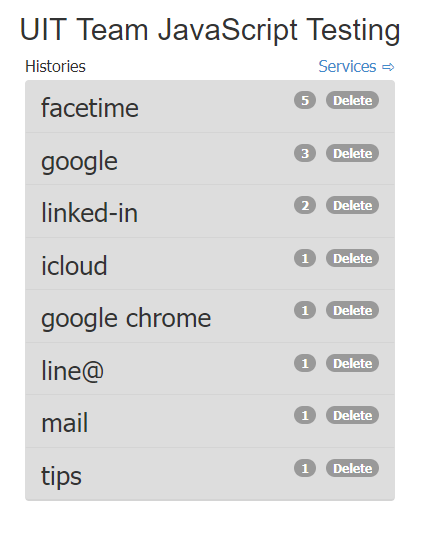 UIT Team JavaScript Testing
Histories Services ⇨
facetime 5 Delete
google 3 Delete
linked-in 2 Delete
icloud 1 Delete
google chrome 1 Delete
line@ 1 Delete
mail 1 Delete
tips 1 Delete